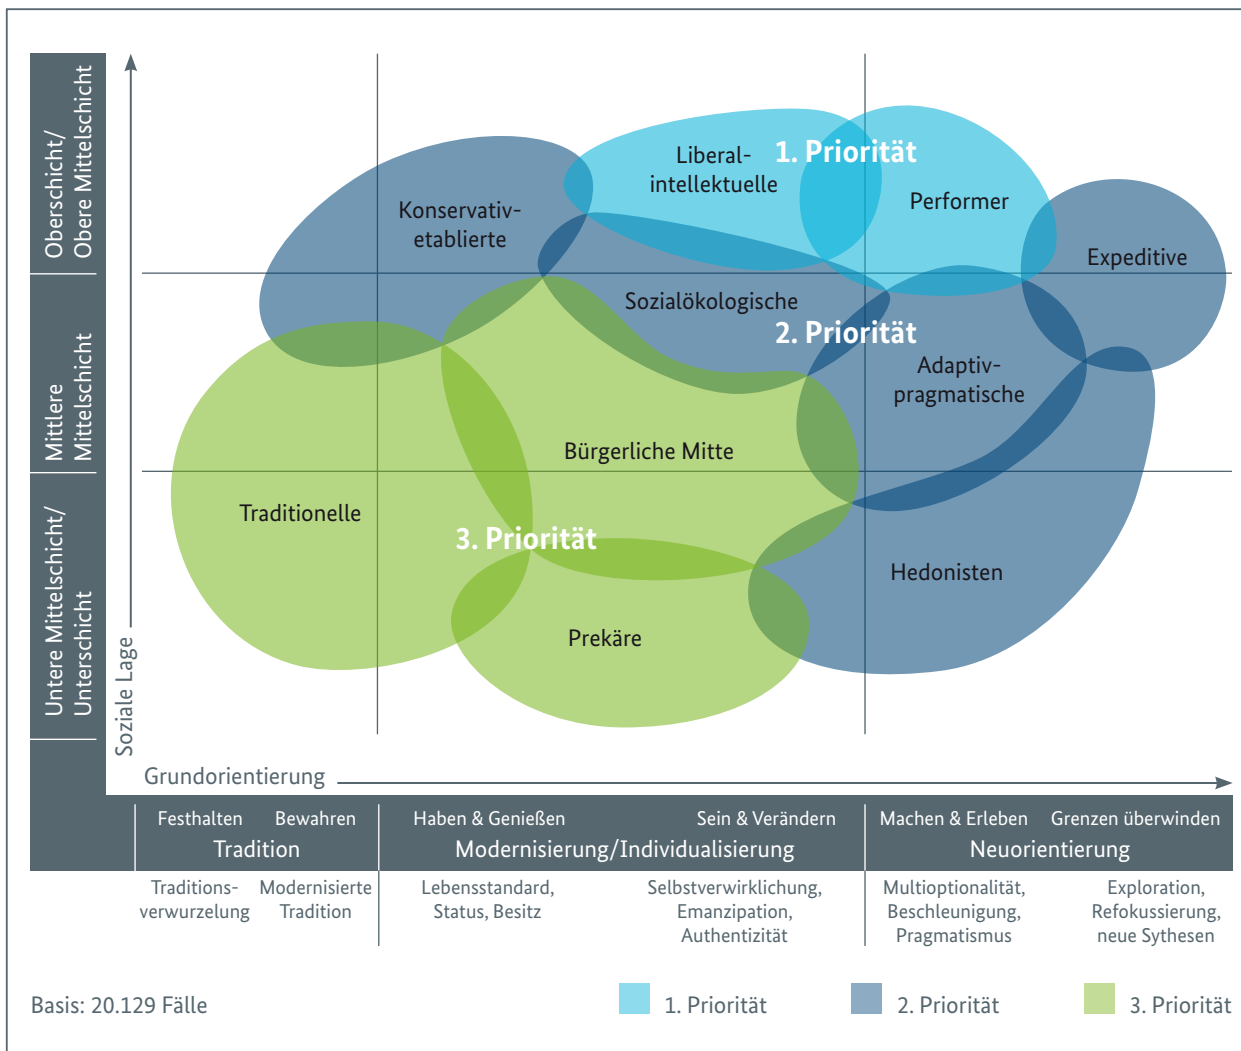 Oberschicht/
Obere Mittelschicht
Mittlere
Mittelschicht
Untere Mittelschicht/
Unterschicht
Soziale Lage
Konservativ-
etablierte
Liberal-
intellektuelle
1. Priorität
Performer
Expeditive
Sozialökologische
2. Priorität
Adaptiv-
pragmatische
Bürgerliche Mitte
Traditionelle
3. Priorität
Hedonisten
Prekäre
Grundorientierung
Festhalten
Bewahren
Tradition
Haben & Genießen
Sein & Verändern
Modernisierung/Individualisierung
Machen & Erleben
Grenzen überwinden
Neuorientierung
Traditions-
verwurzelung
Modernisierte
Tradition
Lebensstandard,
Status, Besitz
Selbstverwirklichung,
Emanzipation,
Authentizität
Multioptionalität,
Beschleunigung,
Pragmatismus
Exploration,
Refokussierung,
neue Sythesen
Basis: 20.129 Fälle
1. Priorität
2. Priorität
3. Priorität